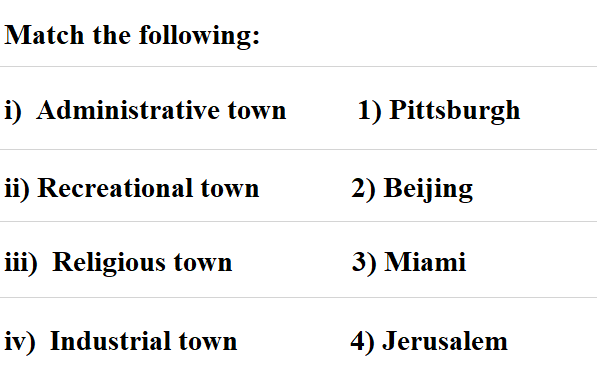 Match the following:
i) Administrative town 1) Pittsburgh
ii) Recreational town 2) Beijing
iii) Religious town 3) Miami
iv) Industrial town 4) Jerusalem